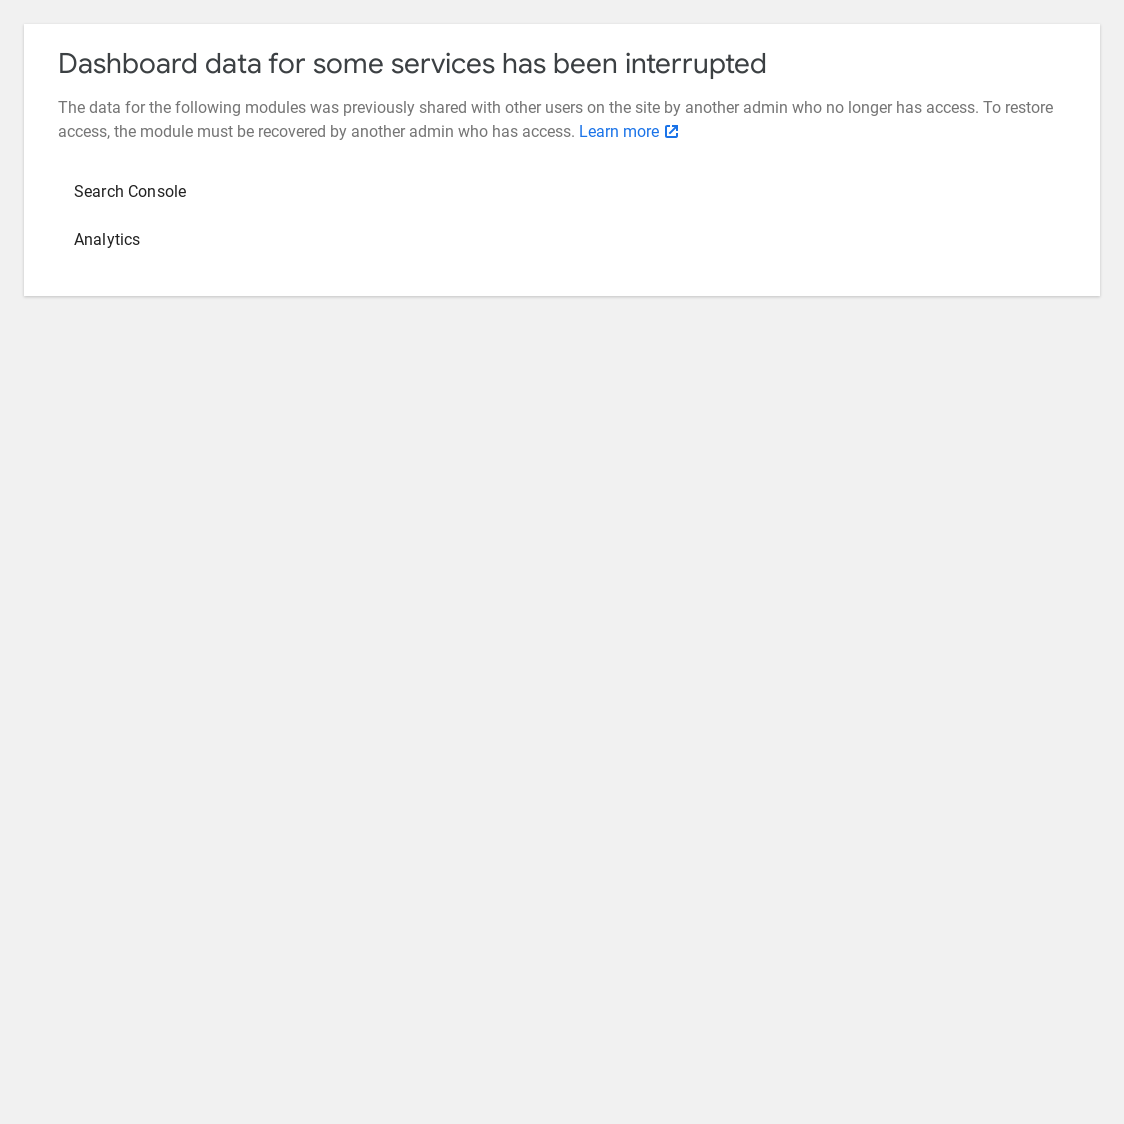 Dashboard data for some services has been interrupted
The data for the following modules was previously shared with other users on the site by another admin who no longer has access. To restore
access, the module must be recovered by another admin who has access. Learn more
Search Console
Analytics